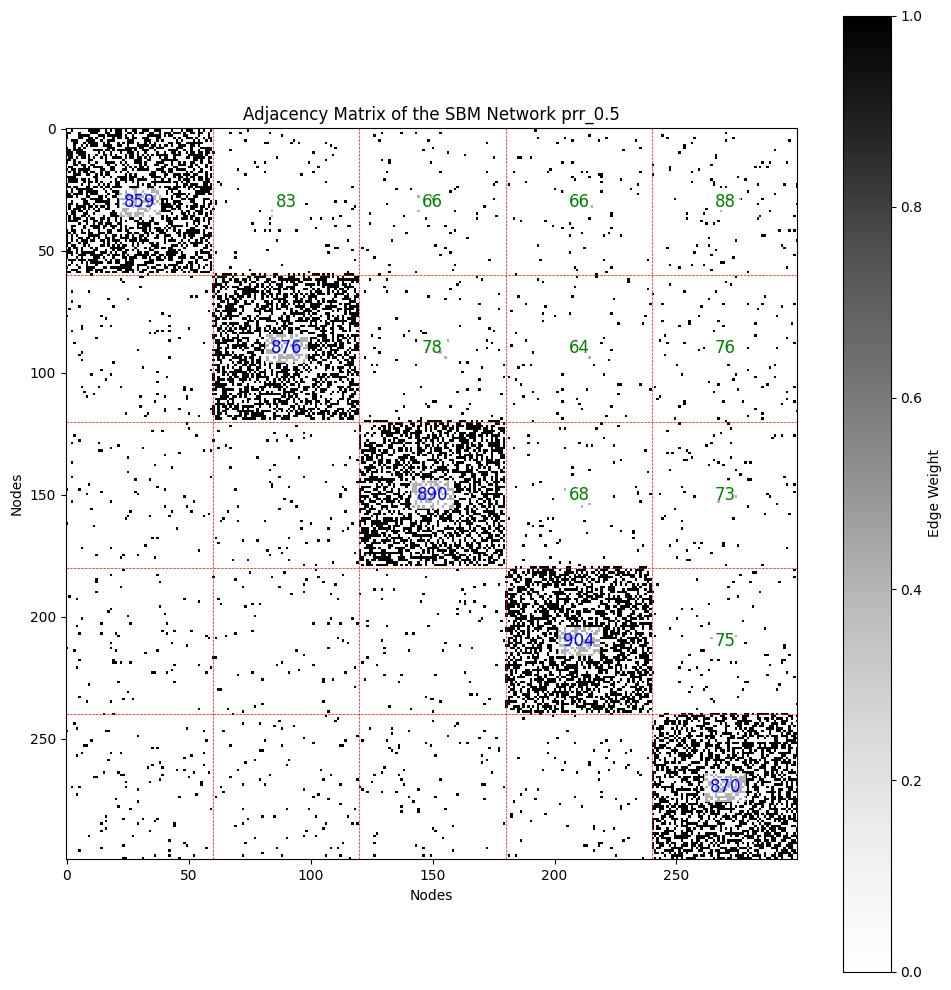 Adjacency Matrix of the SBM Network prr_0.5
0
50
100
150
200
250
Nodes
859 83 66 66 88
876 78 64 76
890 68 73
904 75
870
0 50 100 150 200 250
Nodes
1.0
0.8
0.6
0.4
0.2
0.0
Edge Weight